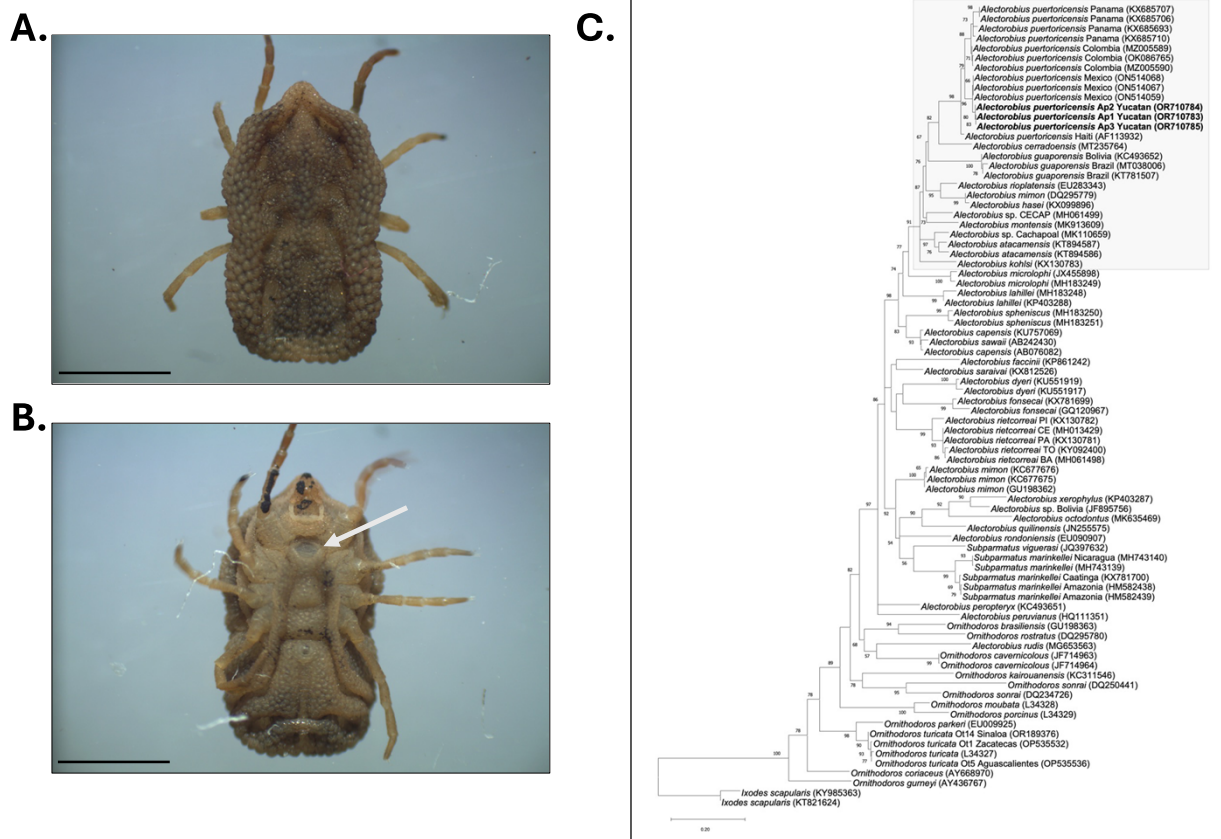 A.
B.
C.
Alectorobius puertoricensis Panama (KX685707)
Alectorobius puertoricensis Panama (KX685706)
Alectorobius puertoricensis Panama (KX685693)
Alectorobius puertoricensis Panama (KX685710)
Alectorobius puertoricensis Colombia (MZ005589)
Alectorobius puertoricensis Colombia (OK086765)
Alectorobius puertoricensis Colombia (MZ005590)
Alectorobius puertoricensis Mexico (ON514068)
Alectorobius puertoricensis Mexico (ON514067)
Alectorobius puertoricensis Mexico (ON514059)
Alectorobius puertoricensis Ap2 Yucatan (OR710784)
Alectorobius puertoricensis Ap1 Yucatan (OR710783)
Alectorobius puertoricensis Ap3 Yucatan (OR710785)
Alectorobius puertoricensis Haiti (AF113932)
Alectorobius cerradoensis (MT235764)
Alectorobius guaporensis Bolivia (KC493652)
Alectorobius guaporensis Brazil (MT038006)
Alectorobius guaporensis Brazil (KT781507)
Alectorobius rioplatensis (EU283343)
Alectorobius mimon (DQ295779)
Alectorobius hasei (KX099896)
Alectorobius sp. CECAP (MH061499)
Alectorobius montensis (MK913609)
Alectorobius sp. Cachapoal (MK110659)
Alectorobius atacamensis (KT894587)
Alectorobius atacamensis (KT894586)
Alectorobius kohlsi (KX130783)
Alectorobius microlophi (JX455898)
Alectorobius microlophi (MH183249)
Alectorobius lahillei (MH183248)
Alectorobius lahillei (KP403288)
Alectorobius spheniscus (MH183250)
Alectorobius spheniscus (MH183251)
Alectorobius capensis (KU757069)
Alectorobius sawaii (AB242430)
Alectorobius capensis (AB076082)
Alectorobius faccinii (KP861242)
Alectorobius saraivai (KX812526)
Alectorobius dyeri (KU551919)
Alectorobius dyeri (KU551917)
Alectorobius fonsecai (KX781699)
Alectorobius fonsecai (GQ120967)
Alectorobius rietcorreai PI (KX130782)
Alectorobius rietcorreai CE (MH013429)
Alectorobius rietcorreai PA (KX130781)
Alectorobius rietcorreai TO (KY092400)
Alectorobius rietcorreai BA (MH061498)
Alectorobius mimon (KC677676)
Alectorobius mimon (KC677675)
Alectorobius mimon (GU198362)
Alectorobius xerophylus (KP403287)
Alectorobius sp. Bolivia (JF895756)
Alectorobius octodontus (MK635469)
Alectorobius quilinensis (JN255575)
Alectorobius rondoniensis (EU090907)
Subparmatus viguerasi (JQ397632)
Subparmatus marinkellei Nicaragua (MH743140)
Subparmatus marinkellei (MH743139)
Subparmatus marinkellei Caatinga (KX781700)
Subparmatus marinkellei Amazonia (HM582438)
Subparmatus marinkellei Amazonia (HM582439)
Alectorobius peropteryx (KC493651)
Alectorobius peruvianus (HQ111351)
Ornithodoros brasiliensis (GU198363)
Ornithodoros rostratus (DQ295780)
Alectorobius rudis (MG653563)
Ornithodoros cavernicolous (JF714963)
Ornithodoros cavernicolous (JF714964)
Ornithodoros kairouanensis (KC311546)
Ornithodoros sonrai (DQ250441)
Ornithodoros sonrai (DQ234726)
Ornithodoros moubata (L34328)
Ornithodoros porcinus (L34329)
Ornithodoros parkeri (EU009925)
Ornithodoros turicata Ot14 Sinaloa (OR189376)
Ornithodoros turicata Ot1 Zacatecas (OP535532)
Ornithodoros turicata (L34327)
Ornithodoros turicata Ot5 Aguascalientes (OP535536)
Ornithodoros coriaceus (AY668970)
Ornithodoros gurneyi (AY436767)
Ixodes scapularis (KY985363)
Ixodes scapularis (KT821624)
0.20